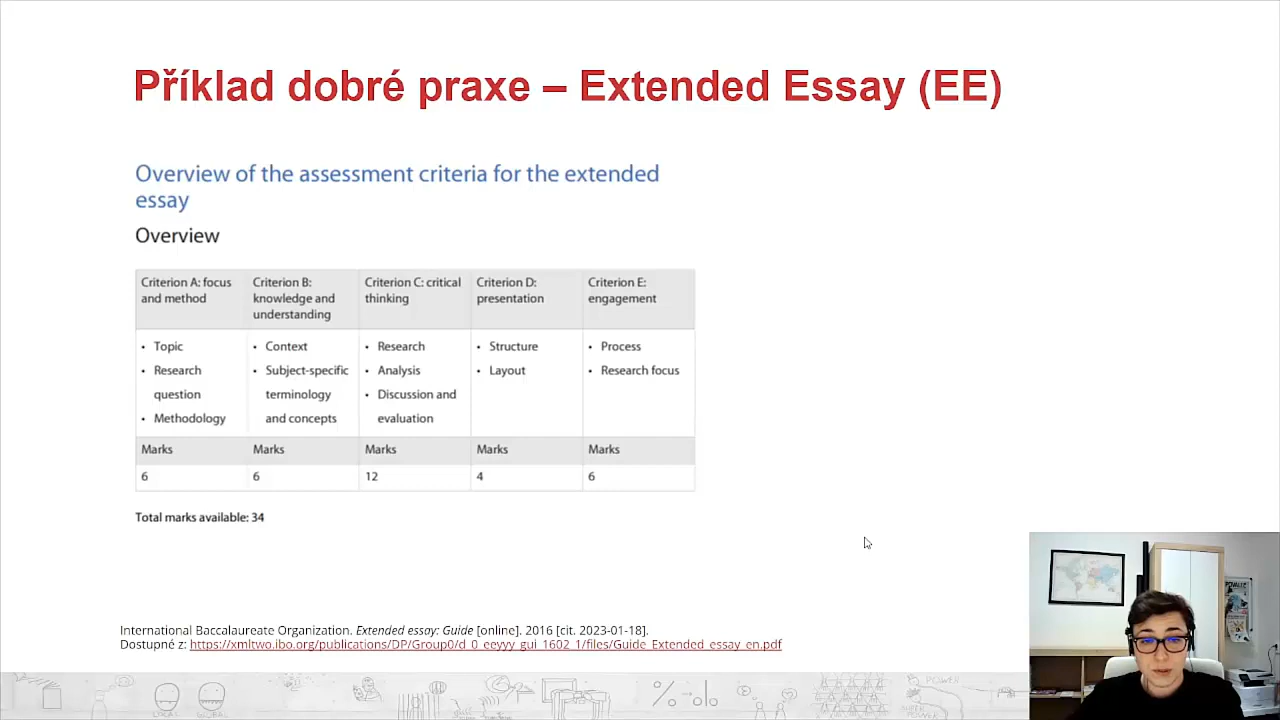 Příklad dobré praxe – Extended Essay (EE)
Overview of the assessment criteria for the extended
essay
Overview
Criterion A: focus
and method
Criterion B:
knowledge and
understanding
Criterion C: critical
thinking
Criterion D:
presentation
Criterion E:
engagement
• Topic
• Research
question
• Methodology
• Context
• Subject-specific
terminology
and concepts
• Research
• Analysis
• Discussion and
evaluation
• Structure
• Layout
• Process
• Research focus
Marks Marks Marks Marks Marks
6 6 12 4 6
Total marks available: 34
International Baccalaureate Organization. Extended essay: Guide [online]. 2016 [cit. 2023-01-18].
Dostupné z: https://xmltwo.ibo.org/publications/DP/Group0/d_0_eeyyy_gui_1602_1/files/Guide_Extended_essay_en.pdf